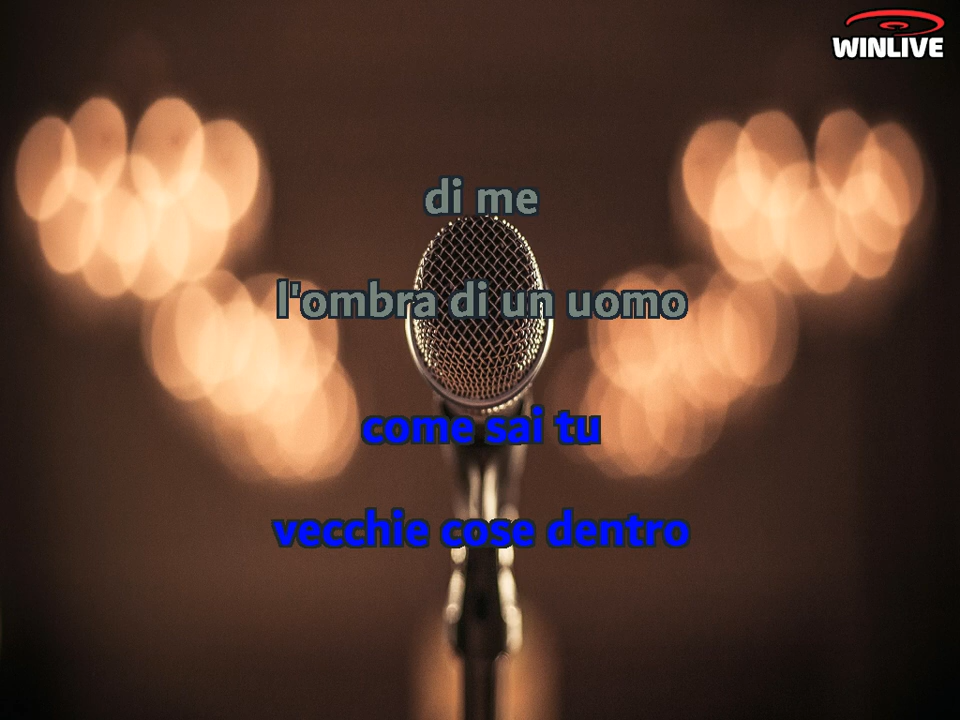 WINLIVE
di me
l'ombra di un uomo
come sai tu
vecchie cose dentro